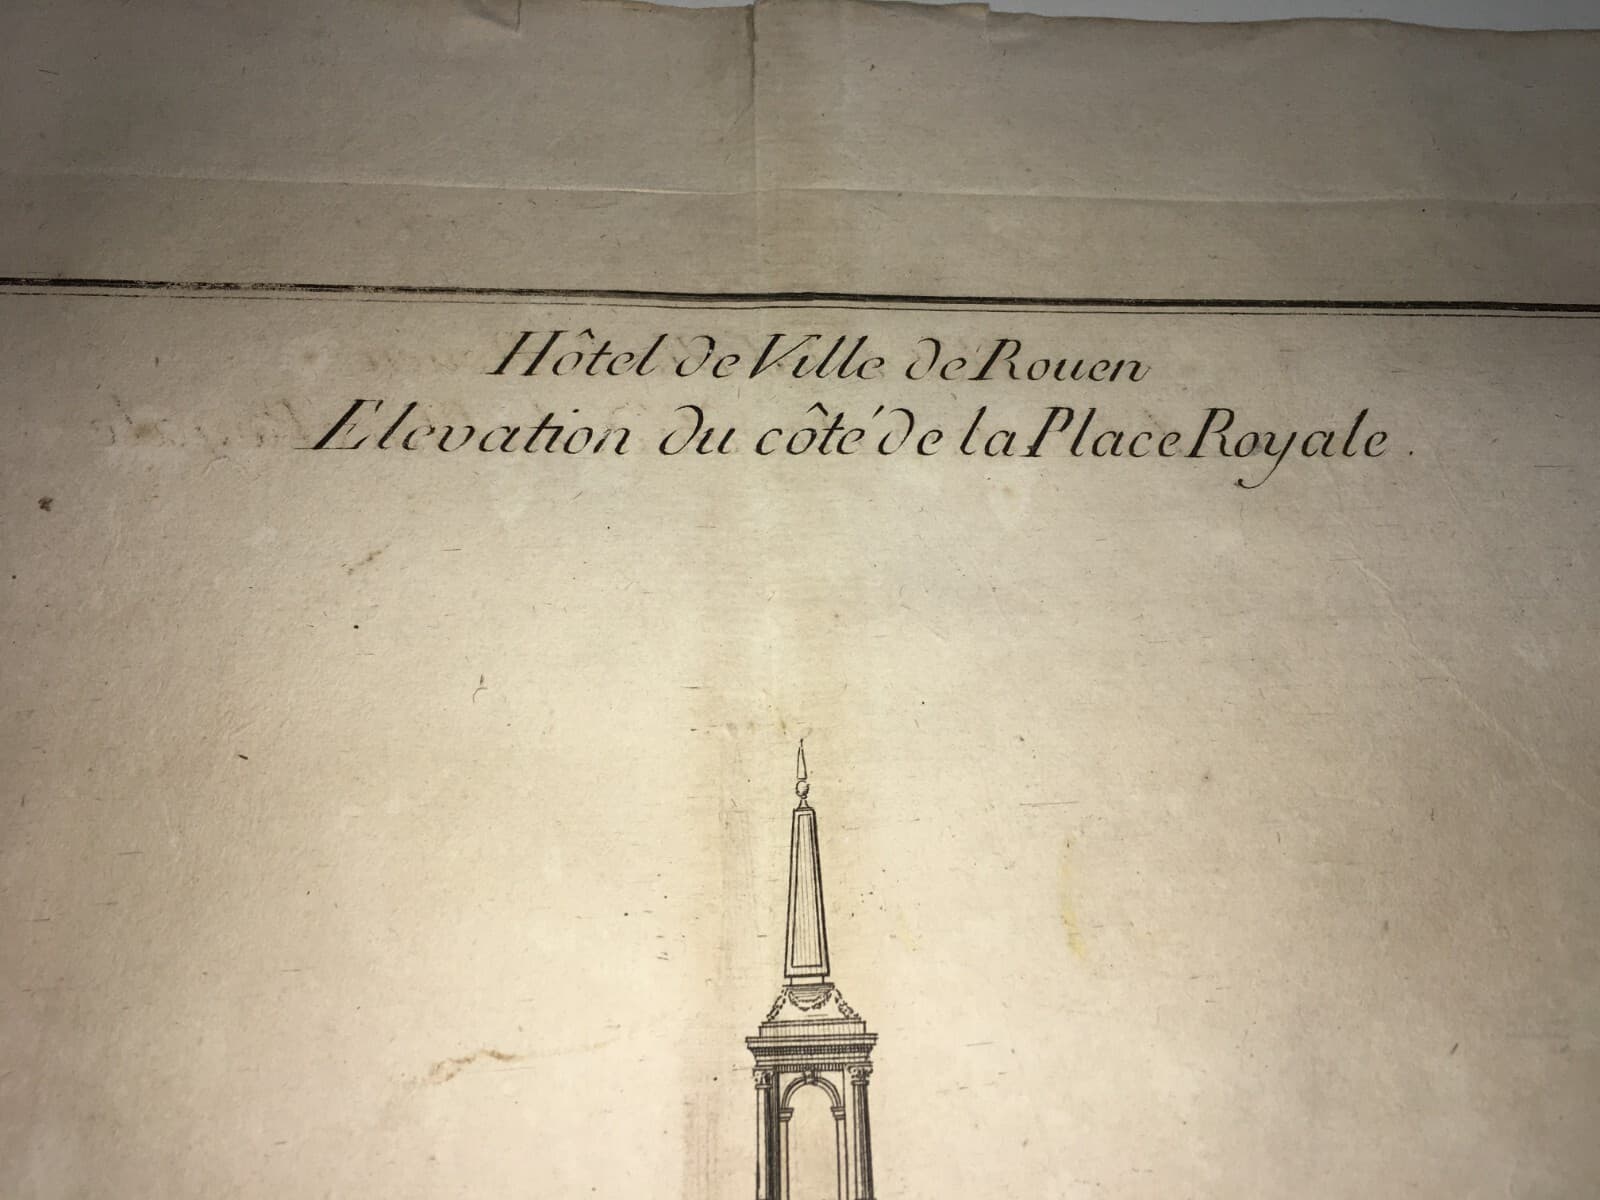 Hôtel de Ville de Rouen
Elevation du côté de la Place Royale.